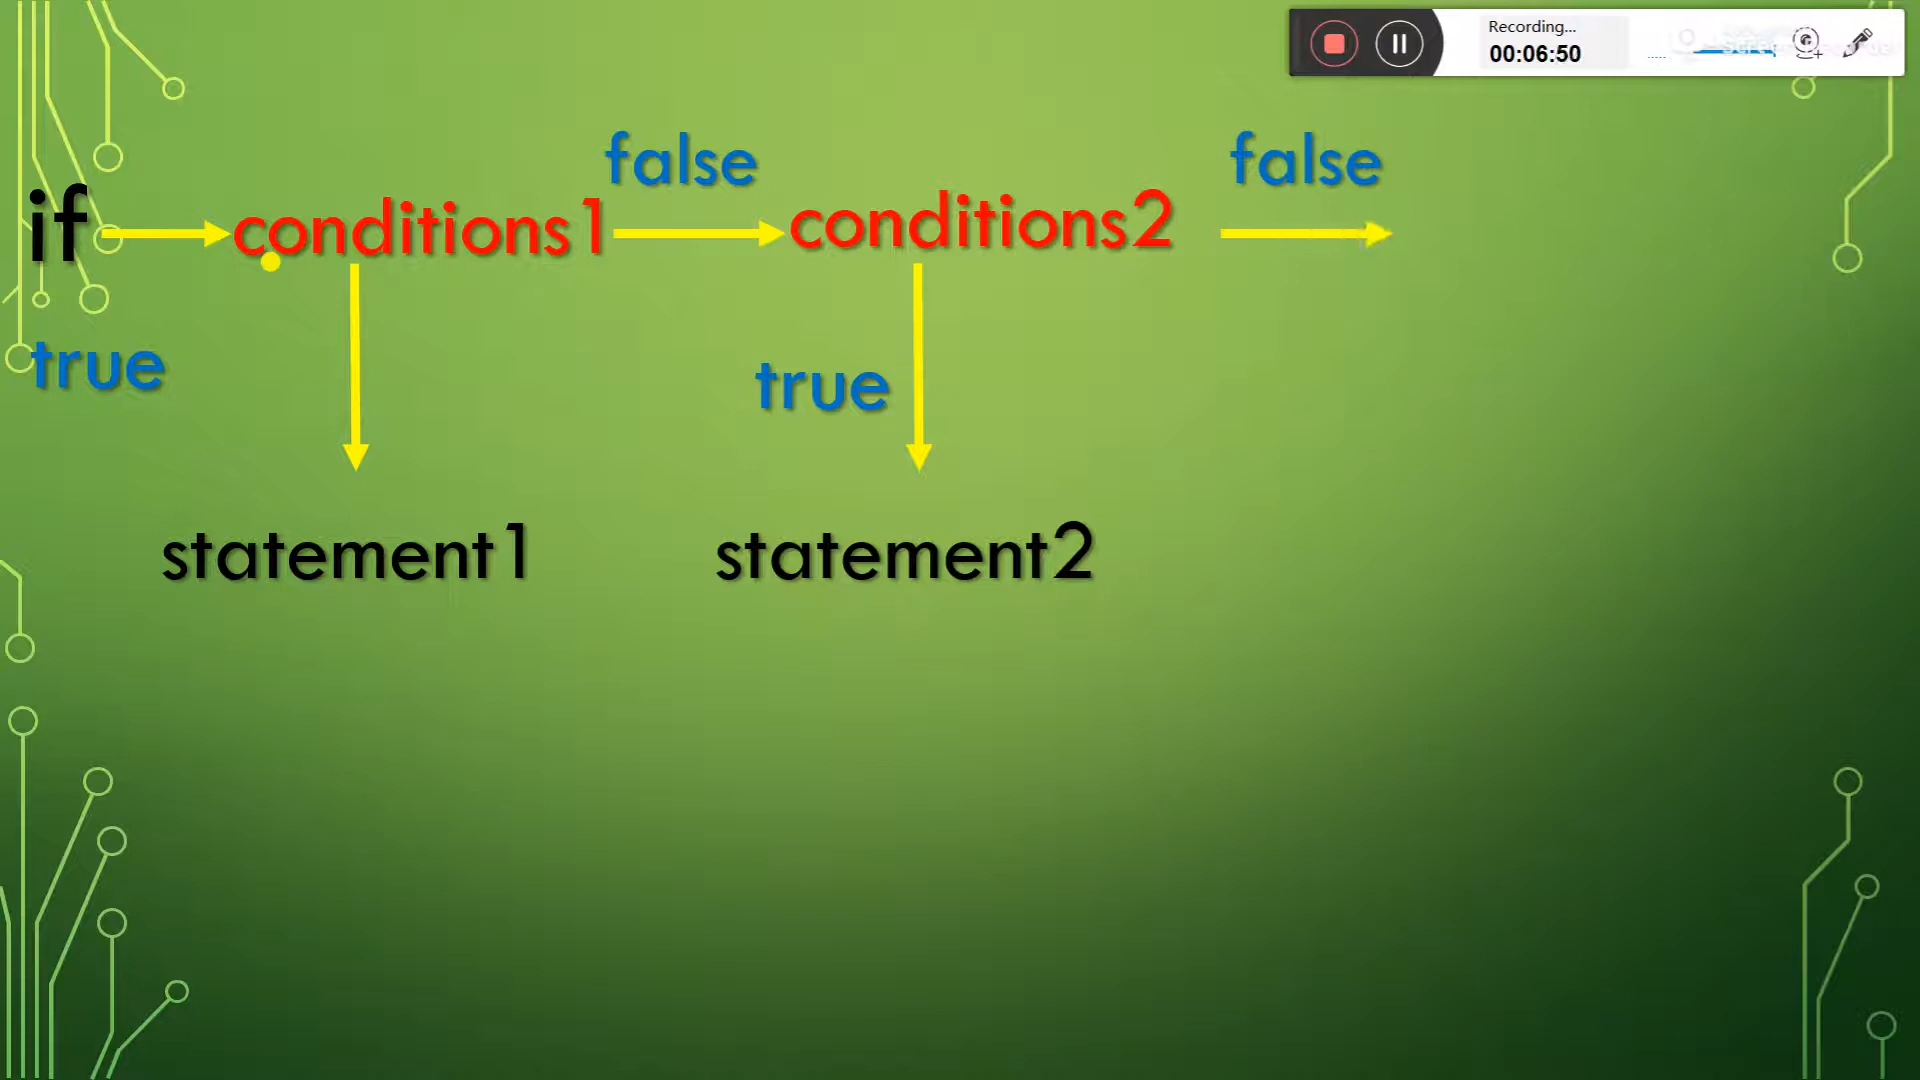 Recording...
00:06:50
false
false
if
conditions1
conditions2
true
true
statement1
statement2